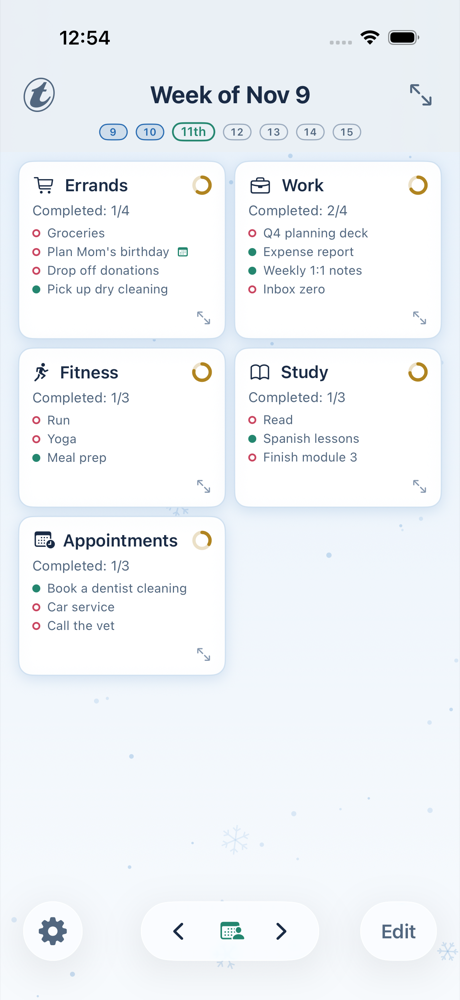 12:54
t
Week of Nov 9
9 10 11th 12 13 14 15
Errands
Completed: 1/4
Groceries
Plan Mom's birthday
Drop off donations
Pick up dry cleaning
Work
Completed: 2/4
Q4 planning deck
Expense report
Weekly 1:1 notes
Inbox zero
Fitness
Completed: 1/3
Run
Yoga
Meal prep
Study
Completed: 1/3
Read
Spanish lessons
Finish module 3
Appointments
Completed: 1/3
Book a dentist cleaning
Car service
Call the vet
Edit